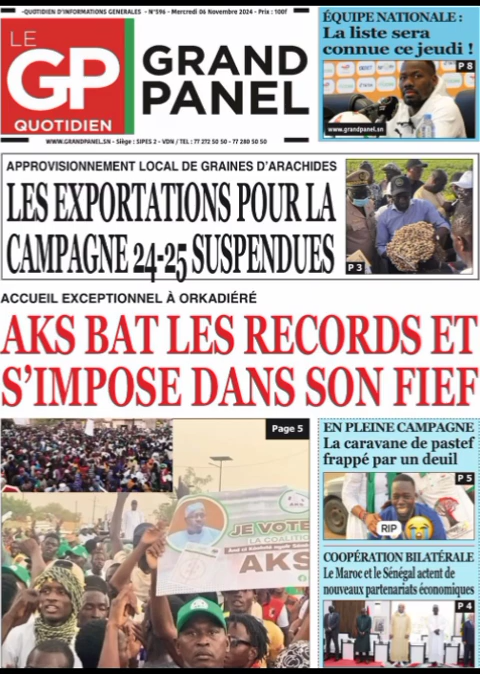 -QUOTIDIEN D'INFORMATIONS GENERALES - N°596 - Mercredi 06 Novembre 2024 - Prix : 100f
LE
GP
QUOTIDIEN
GRAND
PANEL
WWW.GRANDPANEL.SN - Siège : SIPES 2 - VDN / TEL : 77 272 50 50 - 77 280 50 50
ÉQUIPE NATIONALE :
La liste sera
connue ce jeudi !
P 8
www.grandpanel.sn
APPROVISIONNEMENT LOCAL DE GRAINES D'ARACHIDES
LES EXPORTATIONS POUR LA
CAMPAGNE 24-25 SUSPENDUES
P 3
ACCUEIL EXCEPTIONNEL À ORKADIÉRÉ
AKS BAT LES RECORDS ET
S'IMPOSE DANS SON FIEF
Page 5
AKS
JE VOTE
LA COALITION
AKS
EN PLEINE CAMPAGNE
La caravane de pastef
frappé par un deuil
P 5
RIP
COOPÉRATION BILATÉRALE
Le Maroc et le Sénégal actent de
nouveaux partenariats économiques
P 4